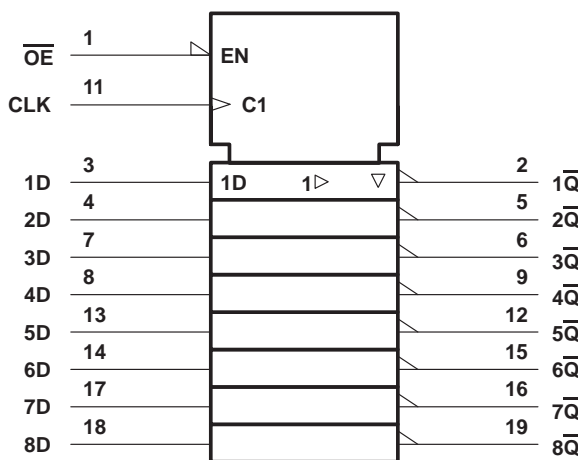 O̅E̅ 1 EN
CLK 11 C1
1D 3 1D 1 2 1Q̅
2D 4 5 2Q̅
3D 7 6 3Q̅
4D 8 9 4Q̅
5D 13 12 5Q̅
6D 14 15 6Q̅
7D 17 16 7Q̅
8D 18 19 8Q̅